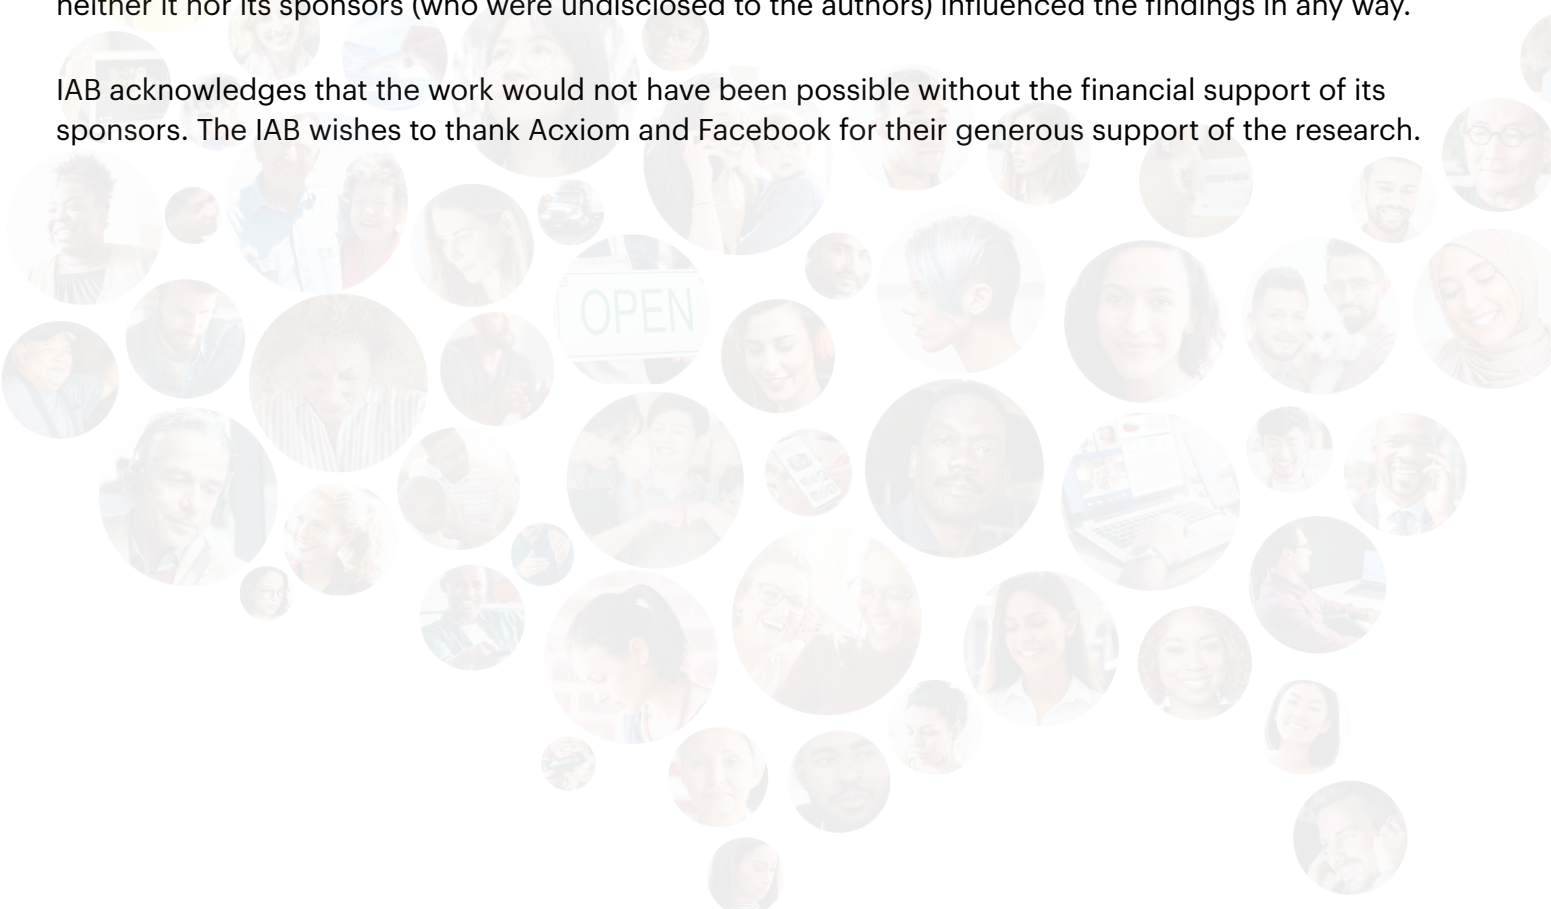 neither it nor its sponsors (who were undisclosed to the authors) influenced the findings in any way.
IAB acknowledges that the work would not have been possible without the financial support of its
sponsors. The IAB wishes to thank Acxiom and Facebook for their generous support of the research.
OPEN